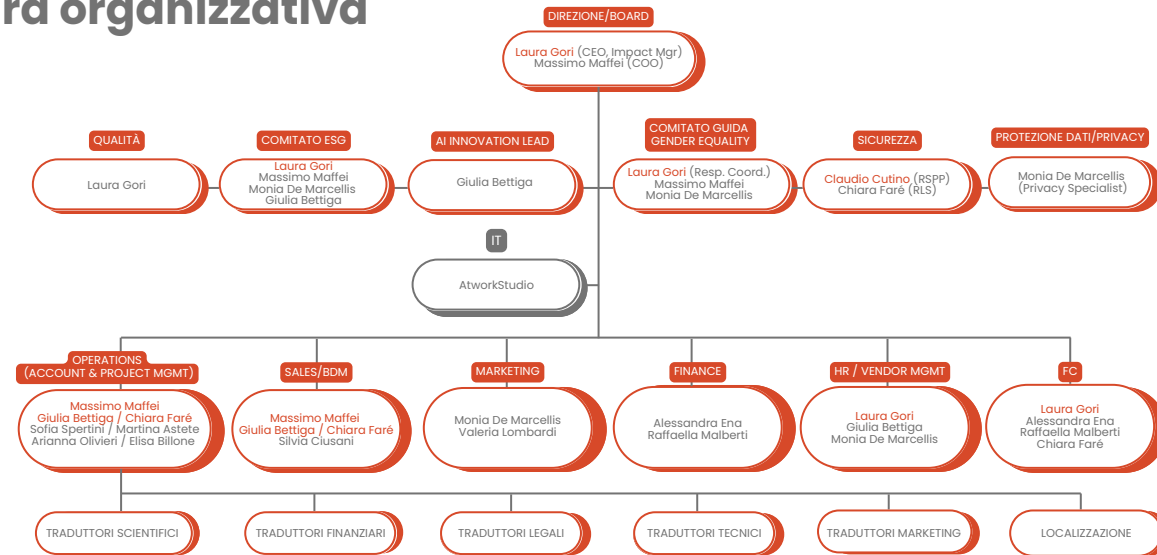 ra organizzativa
DIREZIONE/BOARD
Laura Gori (CEO, Impact Mgr)
Massimo Maffei (COO)
QUALITÀ
Laura Gori
COMITATO ESG
Laura Gori
Massimo Maffei
Monia De Marcellis
Giulia Bettiga
AI INNOVATION LEAD
Giulia Bettiga
COMITATO GUIDA
GENDER EQUALITY
Laura Gori (Resp. Coord.)
Massimo Maffei
Monia De Marcellis
SICUREZZA
Claudio Cutino (RSPP)
Chiara Faré (RLS)
PROTEZIONE DATI/PRIVACY
Monia De Marcellis
(Privacy Specialist)
IT
AtworkStudio
OPERATIONS
(ACCOUNT & PROJECT MGMT)
Massimo Maffei
Giulia Bettiga / Chiara Faré
Sofia Spertini / Martina Astete
Arianna Olivieri / Elisa Billone
SALES/BDM
Massimo Maffei
Giulia Bettiga / Chiara Faré
Silvia Ciusani
MARKETING
Monia De Marcellis
Valeria Lombardi
FINANCE
Alessandra Ena
Raffaella Malberti
HR / VENDOR MGMT
Laura Gori
Giulia Bettiga
Monia De Marcellis
FC
Laura Gori
Alessandra Ena
Raffaella Malberti
Chiara Faré
TRADUTTORI SCIENTIFICI
TRADUTTORI FINANZIARI
TRADUTTORI LEGALI
TRADUTTORI TECNICI
TRADUTTORI MARKETING
LOCALIZZAZIONE